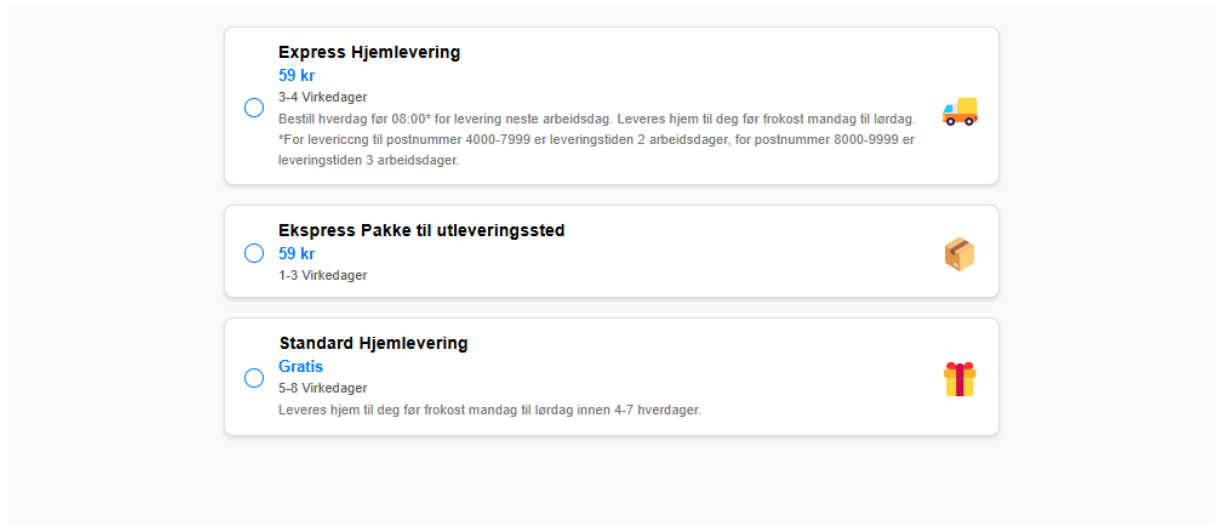 Express Hjemlevering
59 kr
3-4 Virkedager
Bestill hverdag før 08:00* for levering neste arbeidsdag. Leveres hjem til deg før frokost mandag til lørdag.
*For levericcng til postnummer 4000-7999 er leveringstiden 2 arbeidsdager, for postnummer 8000-9999 er
leveringstiden 3 arbeidsdager.
Ekspress Pakke til utleveringssted
59 kr
1-3 Virkedager
Standard Hjemlevering
Gratis
5-8 Virkedager
Leveres hjem til deg før frokost mandag til lørdag innen 4-7 hverdager.